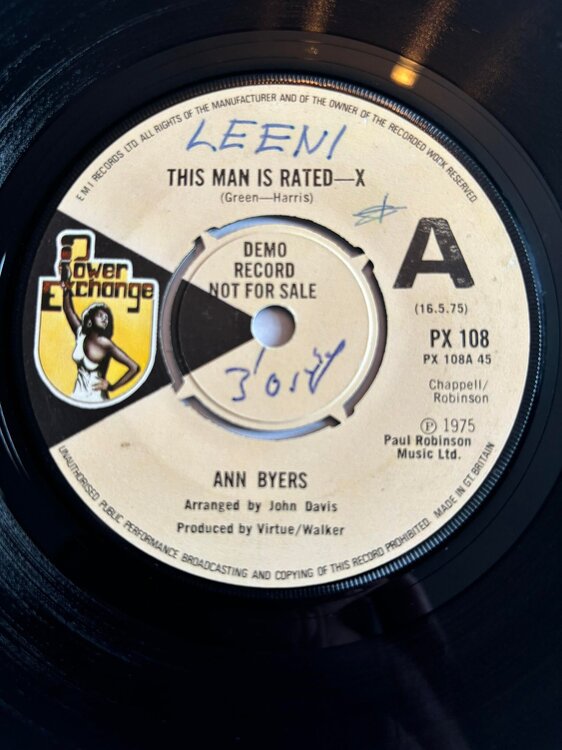 E M I RECORDS LTD. ALL RIGHTS OF THE MANUFACTURER AND OF THE OWNER OF THE RECORDED WORK RESERVED
LEENI
THIS MAN IS RATED—X
(Green—Harris)
A
DEMO
RECORD
NOT FOR SALE
Power
Exchange
(16.5.75)
PX 108
PX 108A 45
Chappell/
Robinson
℗ 1975
Paul Robinson
Music Ltd.
ANN BYERS
Arranged by John Davis
Produced by Virtue/Walker
UNAUTHORISED PUBLIC PERFORMANCE BROADCASTING AND COPYING OF THIS RECORD PROHIBITED. MADE IN GT. BRITAIN